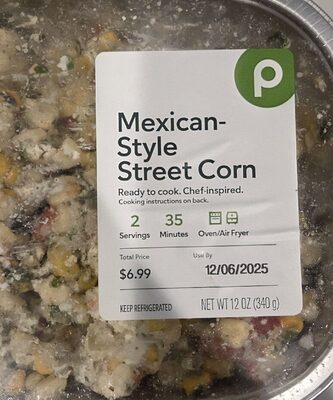 p
Mexican-
Style
Street Corn
Ready to cook. Chef-inspired.
Cooking instructions on back.
2 35
Servings Minutes Oven/Air Fryer
Total Price Use By
$6.99 12/06/2025
KEEP REFRIGERATED NET WT 12 OZ (340g)